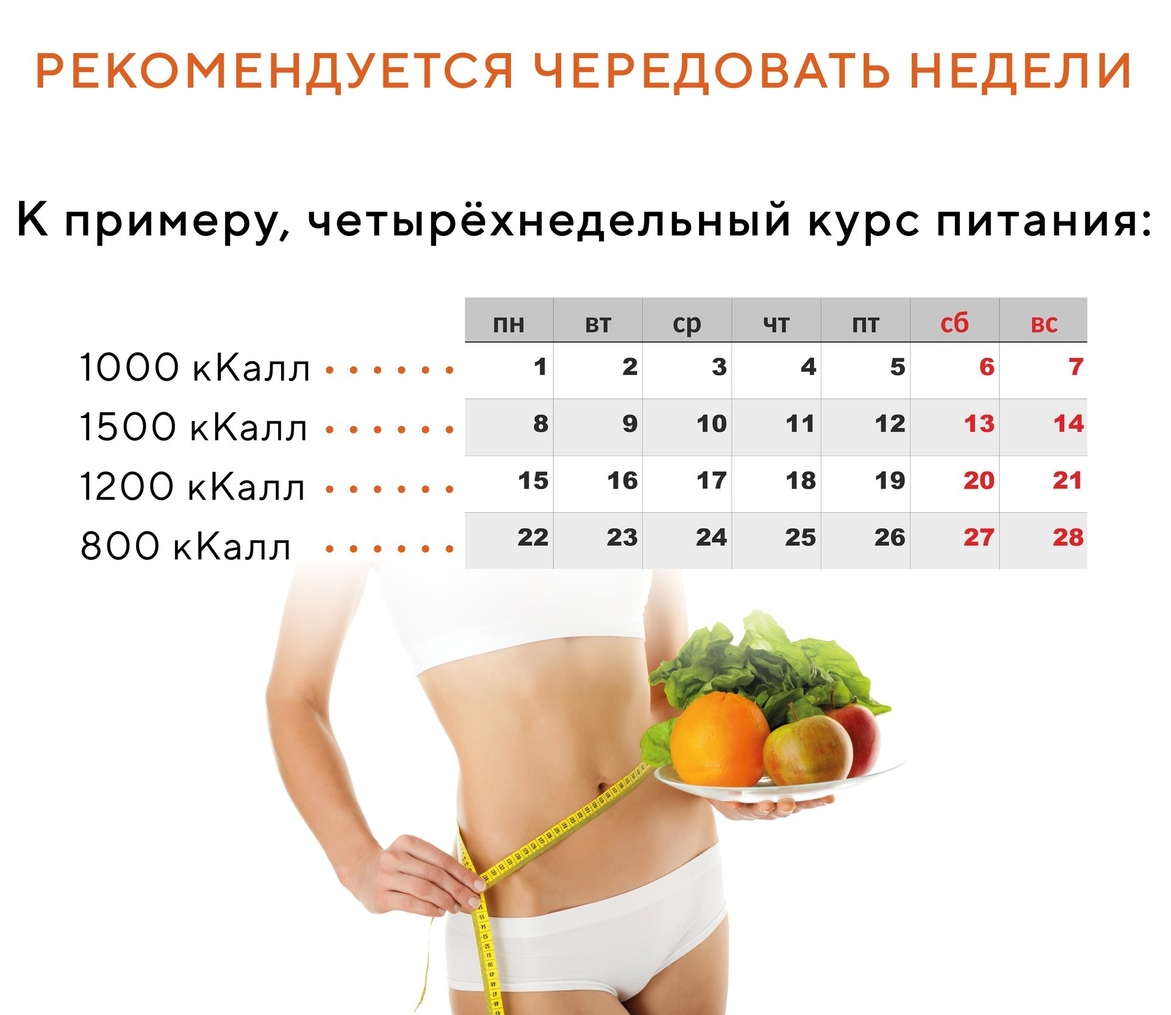 РЕКОМЕНДУЕТСЯ ЧЕРЕДОВАТЬ НЕДЕЛИ
К примеру, четырёхнедельный курс питания:
пн вт ср чт пт сб вс
1000 кКалл 1 2 3 4 5 6 7
1500 кКалл 8 9 10 11 12 13 14
1200 кКалл 15 16 17 18 19 20 21
800 кКалл 22 23 24 25 26 27 28